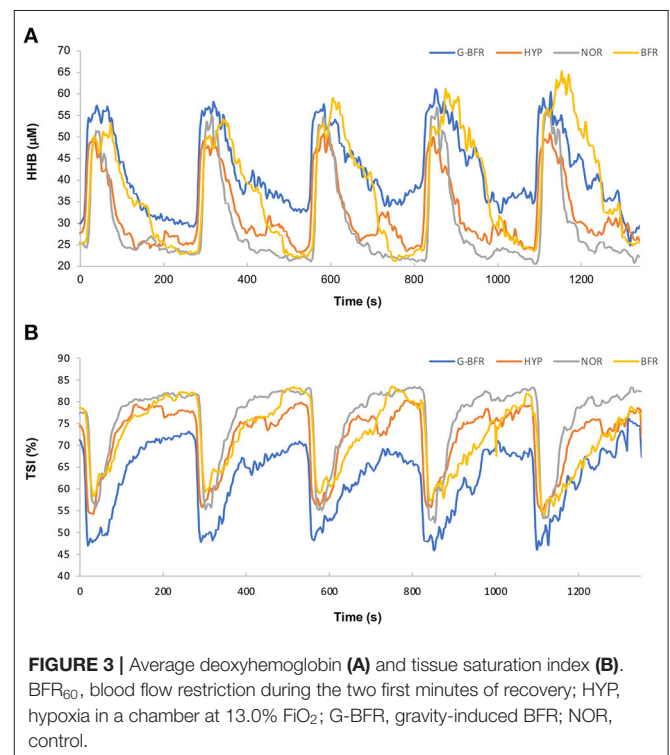 A
G-BFR HYP NOR BFR
70
65
60
55
50
45
40
35
30
25
20
HHB (µM)
0 200 400 600 800 1000 1200
Time (s)
B
G-BFR HYP NOR BFR
90
85
80
75
70
65
60
55
50
45
40
TSI (%)
0 200 400 600 800 1000 1200
Time (s)
FIGURE 3 | Average deoxyhemoglobin (A) and tissue saturation index (B).
BFR₆₀, blood flow restriction during the two first minutes of recovery; HYP,
hypoxia in a chamber at 13.0% FiO₂; G-BFR, gravity-induced BFR; NOR,
control.